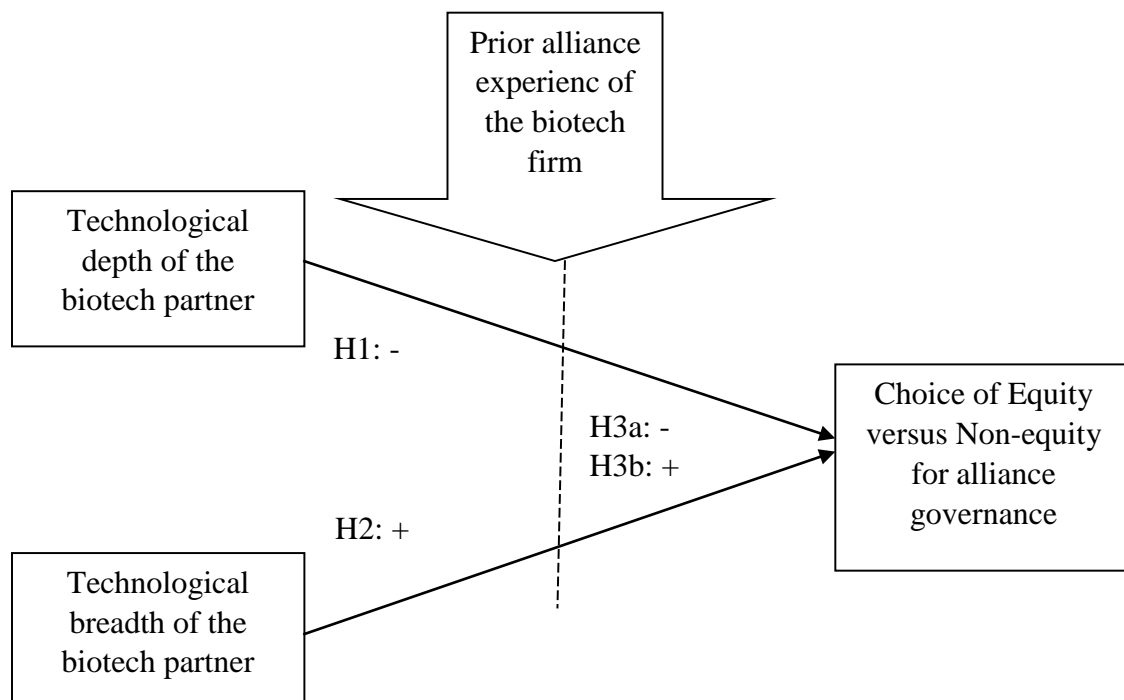 Prior alliance
experienc of
the biotech
firm
Technological
depth of the
biotech partner
H1: -
Choice of Equity
versus Non-equity
for alliance
governance
H3a: -
H3b: +
H2: +
Technological
breadth of the
biotech partner